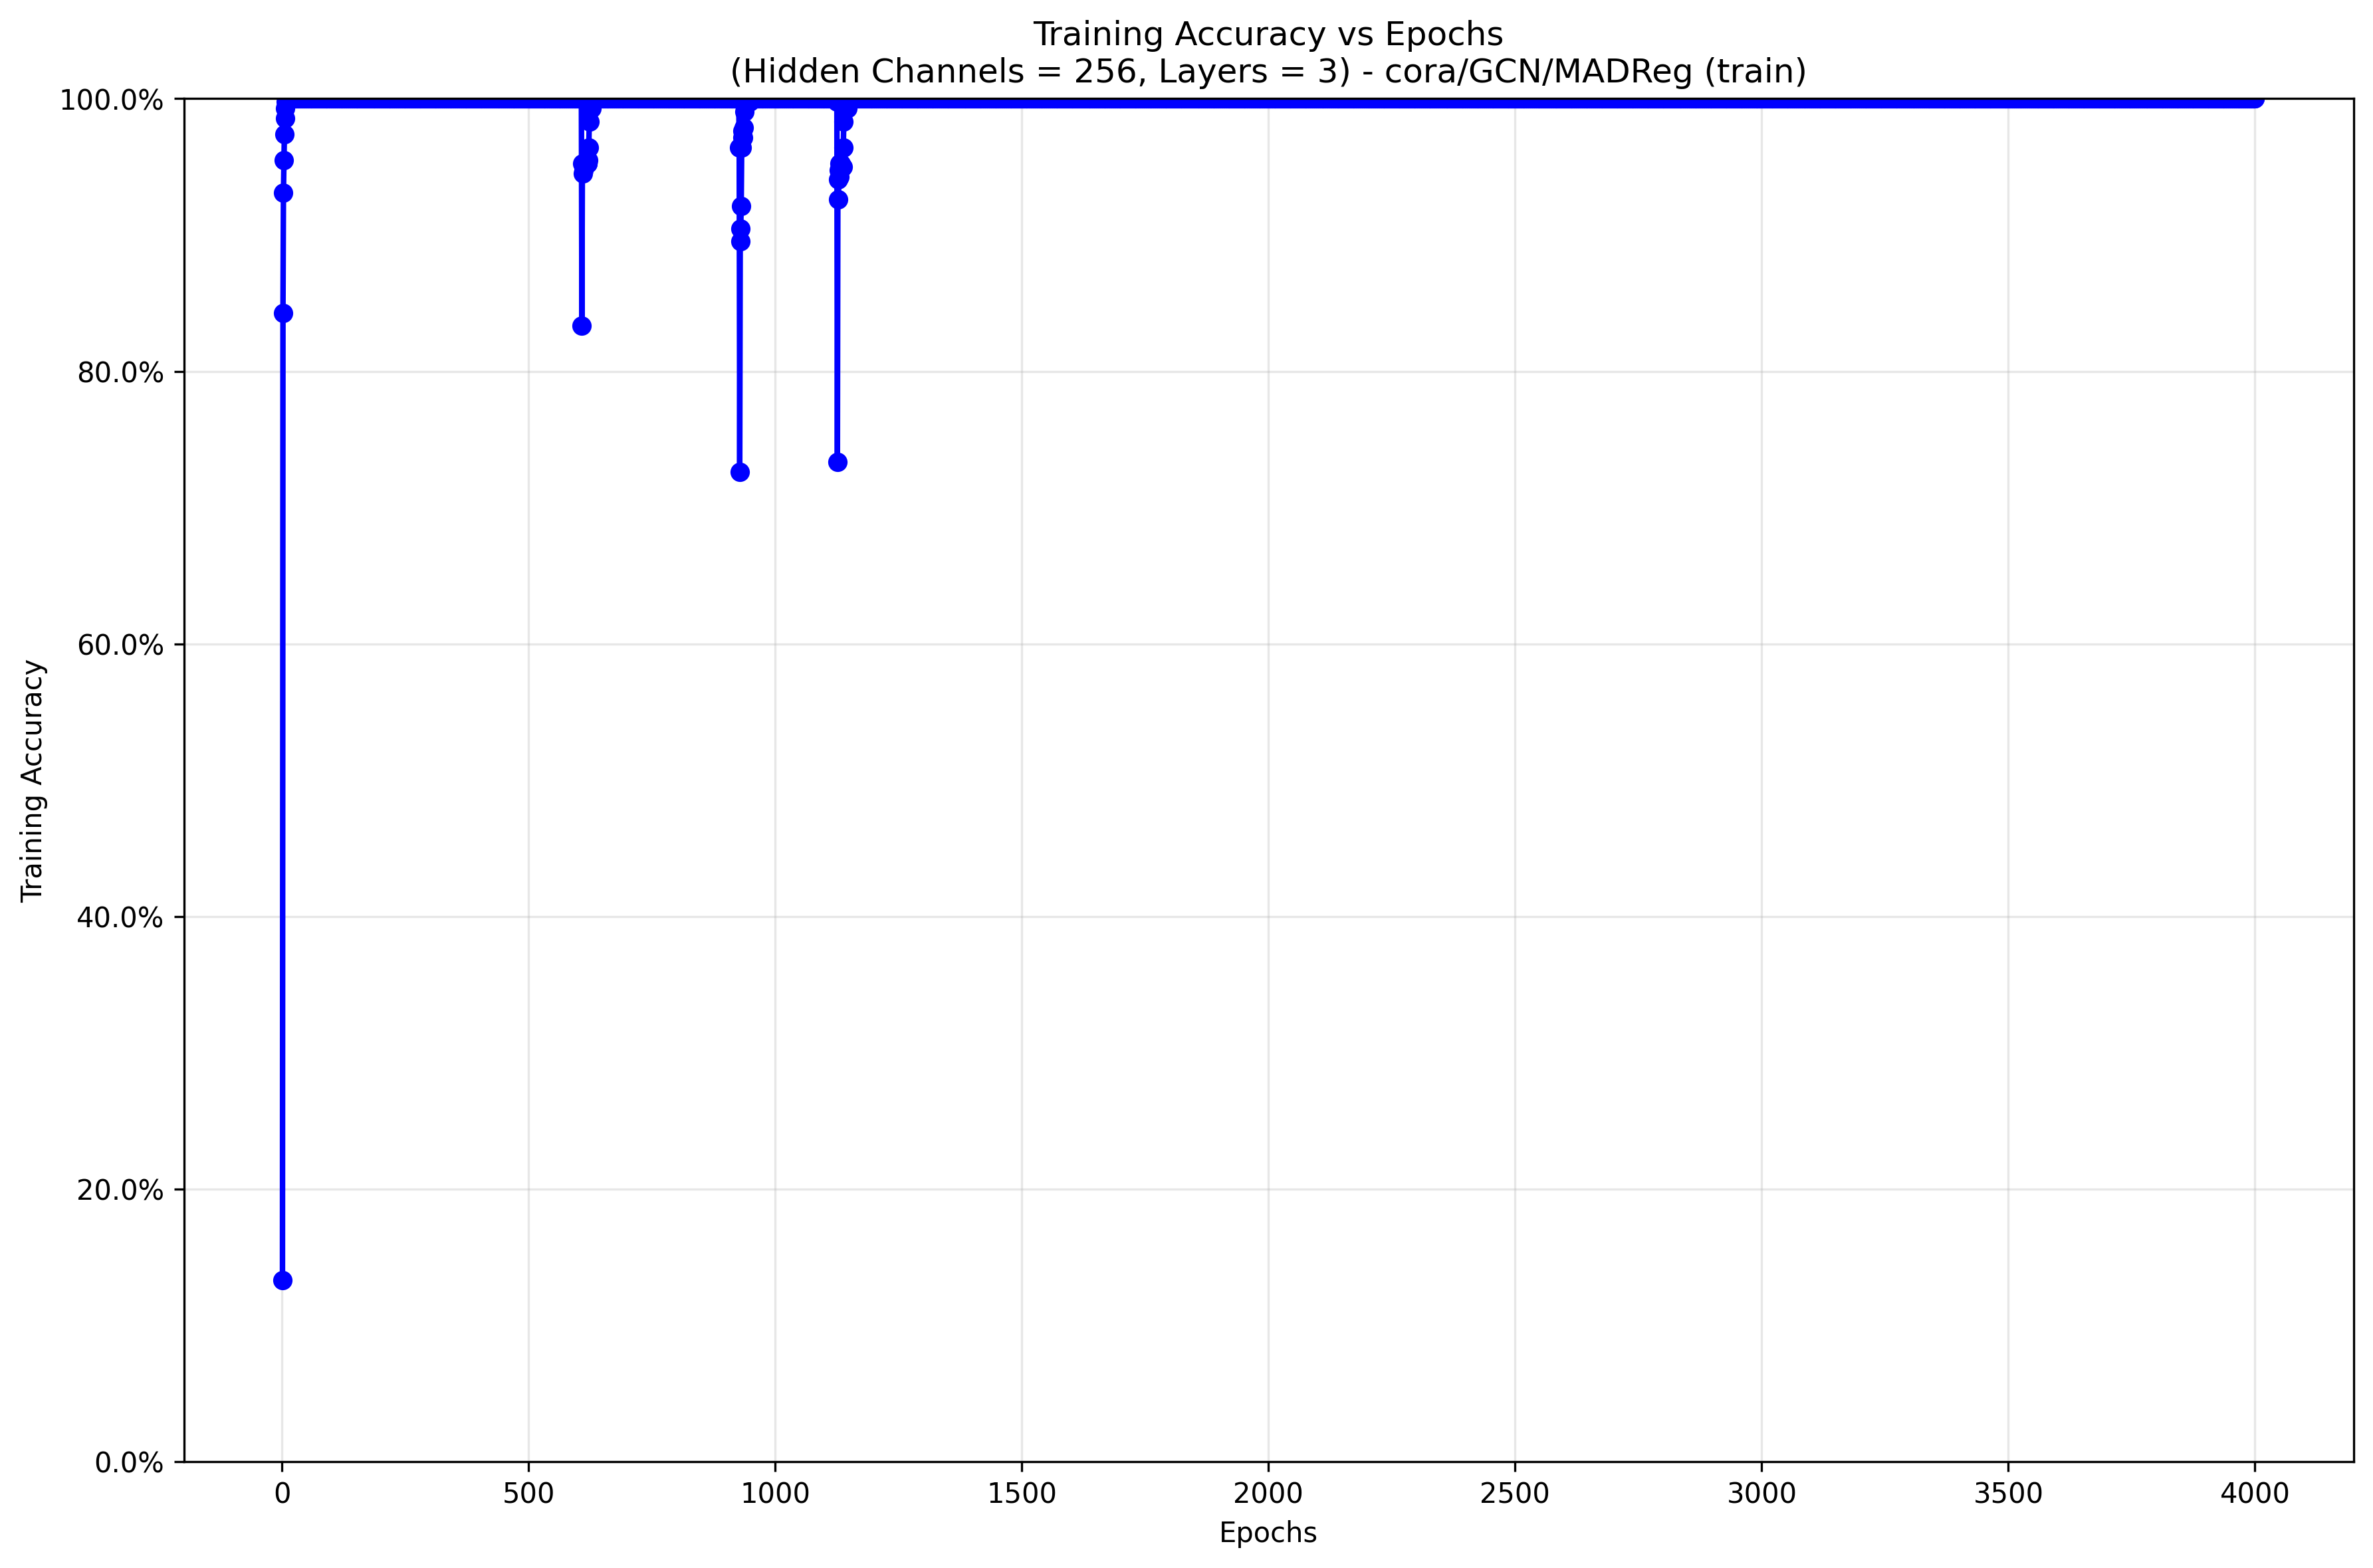 Training Accuracy vs Epochs
(Hidden Channels = 256, Layers = 3) - cora/GCN/MADReg (train)
100.0%
80.0%
60.0%
40.0%
20.0%
0.0%
Training Accuracy
0 500 1000 1500 2000 2500 3000 3500 4000
Epochs